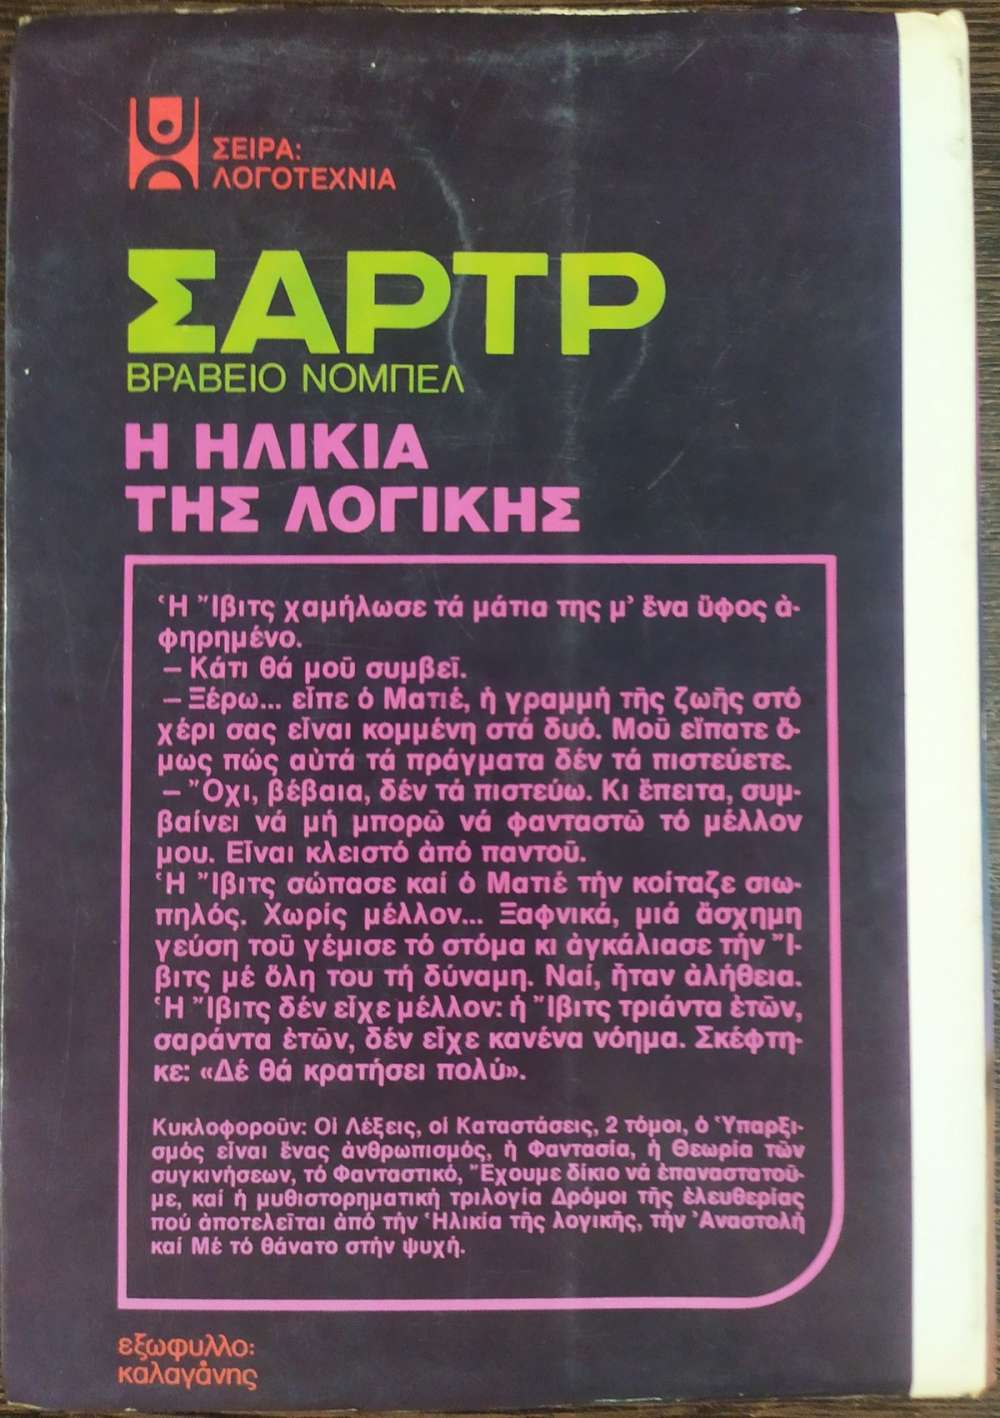 ΣΕΙΡΑ:
ΛΟΓΟΤΕΧΝΙΑ
ΣΑΡΤΡ
ΒΡΑΒΕΙΟ ΝΟΜΠΕΛ
Η ΗΛΙΚΙΑ
ΤΗΣ ΛΟΓΙΚΗΣ
Ἡ Ἴβιτς χαμήλωσε τά μάτια της μ' ἕνα ὕφος ἀ-
φηρημένο.
— Κάτι θά μοῦ συμβεῖ.
— Ξέρω... εἶπε ὁ Ματιέ, ἡ γραμμή τῆς ζωῆς στό
χέρι σας εἶναι κομμένη στά δυό. Μοῦ εἴπατε ὅ-
μως πώς αὐτά τά πράγματα δέν τά πιστεύετε.
— Ὄχι, βέβαια, δέν τά πιστεύω. Κι ἔπειτα, συμ-
βαίνει νά μή μπορῶ νά φανταστῶ τό μέλλον
μου. Εἶναι κλειστό ἀπό παντοῦ.
Ἡ Ἴβιτς σώπασε καί ὁ Ματιέ τήν κοίταζε σιω-
πηλός. Χωρίς μέλλον... Ξαφνικά, μιά ἄσχημη
γεύση τοῦ γέμισε τό στόμα κι ἀγκάλιασε τήν Ἴ-
βιτς μέ ὅλη του τή δύναμη. Ναί, ἦταν ἀλήθεια.
Ἡ Ἴβιτς δέν εἶχε μέλλον: ἡ Ἴβιτς τριάντα ἐτῶν,
σαράντα ἐτῶν, δέν εἶχε κανένα νόημα. Σκέφτη-
κε: «Δέ θά κρατήσει πολύ».
Κυκλοφοροῦν: Οἱ Λέξεις, οἱ Καταστάσεις, 2 τόμοι, ὁ Ὑπαρξι-
σμός εἶναι ἕνας ἀνθρωπισμός, ἡ Φαντασία, ἡ Θεωρία τῶν
συγκινήσεων, τό Φανταστικό, Ἔχουμε δίκιο νά ἐπαναστατοῦ-
με, καί ἡ μυθιστορηματική τριλογία Δρόμοι τῆς ἐλευθερίας
πού ἀποτελεῖται ἀπό τήν Ἡλικία τῆς λογικῆς, τήν Ἀναστολή
καί Μέ τό θάνατο στήν ψυχή.
εξωφυλλο:
καλαγάνης